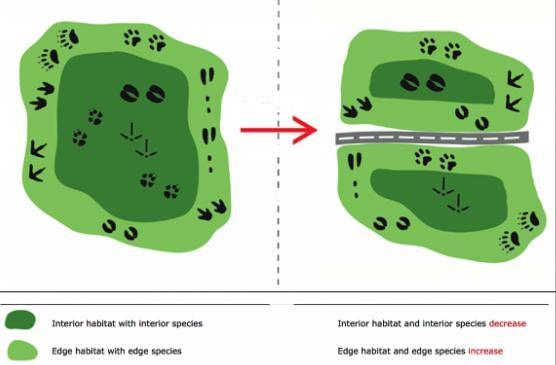 Interior habitat with interior species
Interior habitat and interior species decrease
Edge habitat with edge species
Edge habitat and edge species increase